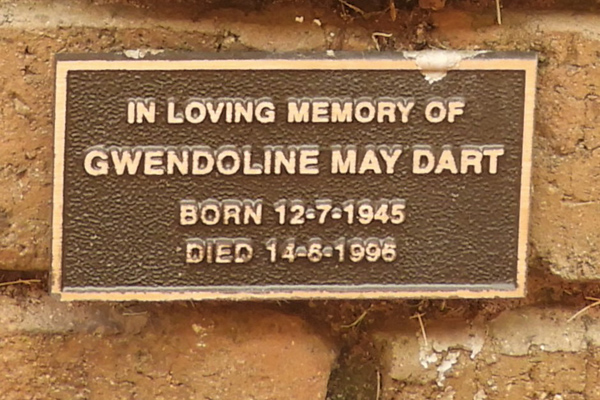 IN LOVING MEMORY OF
GWENDOLINE MAY DART
BORN 12-7-1945
DIED 14-6-1996